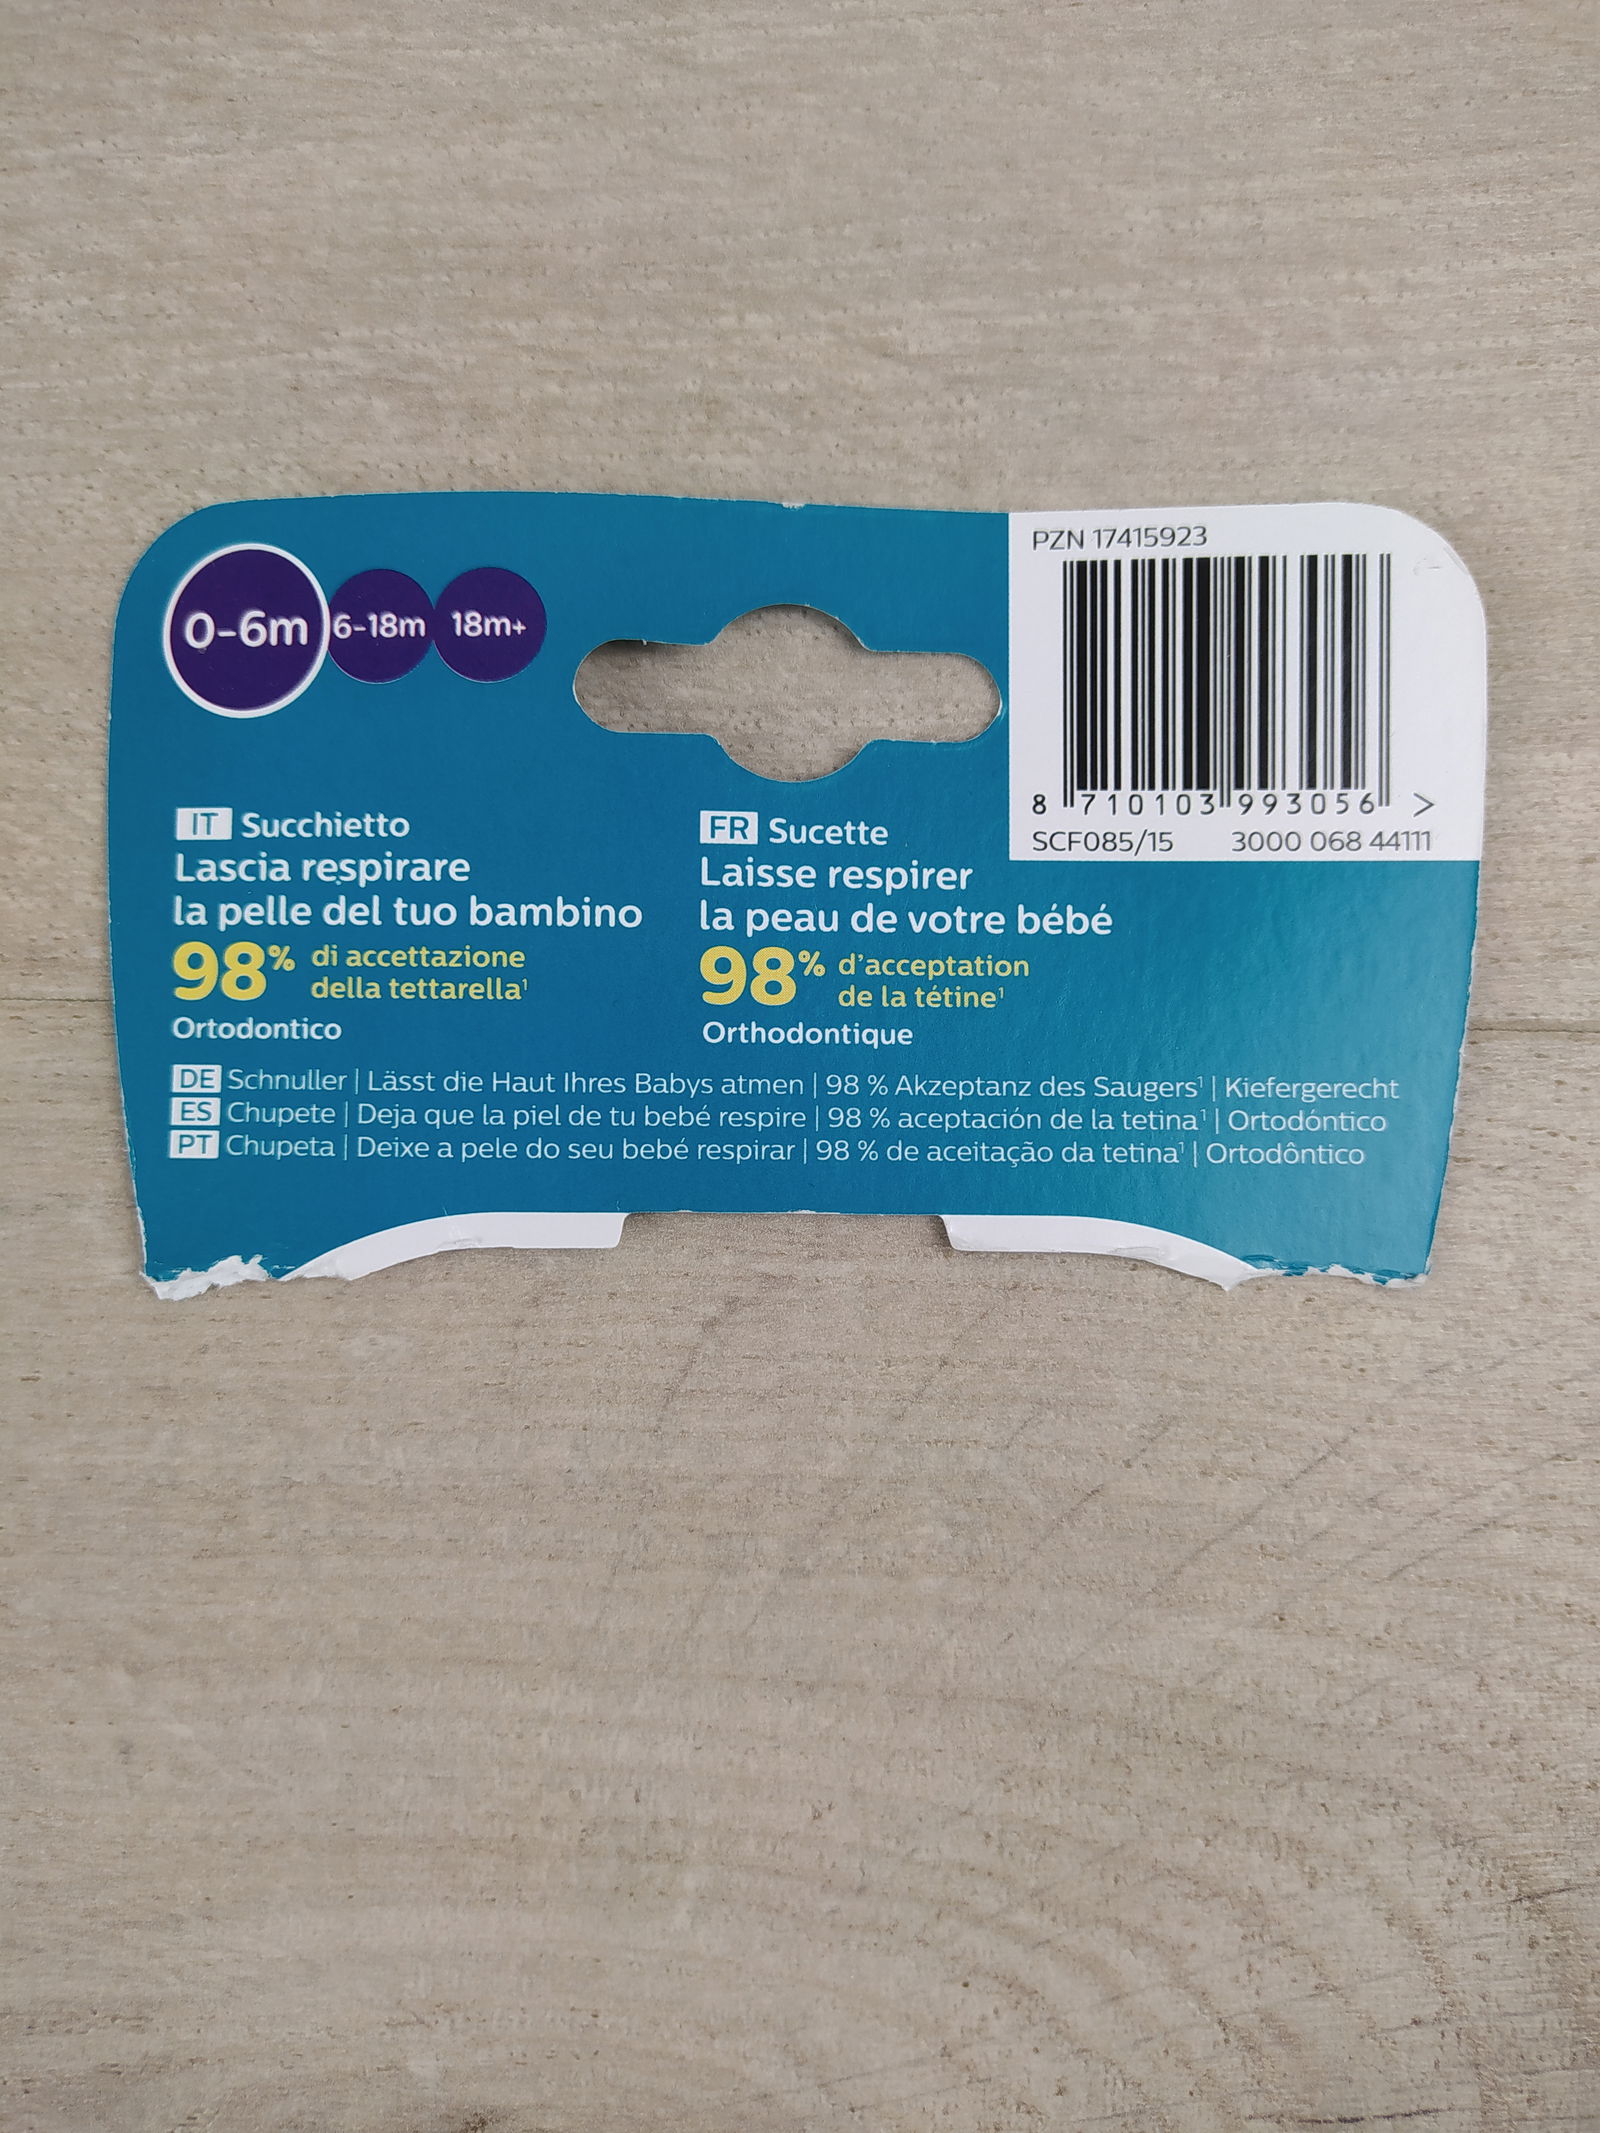 0-6m 6-18m 18m+
PZN 17415923
8 710103 993056 >
SCF085/15 3000 068 44111
IT Succhietto
Lascia respirare
la pelle del tuo bambino
98% di accettazione
della tettarella¹
Ortodontico
FR Sucette
Laisse respirer
la peau de votre bébé
98% d'acceptation
de la tétine¹
Orthodontique
DE Schnuller | Lässt die Haut Ihres Babys atmen | 98 % Akzeptanz des Saugers¹ | Kiefergerecht
ES Chupete | Deja que la piel de tu bebé respire | 98 % aceptación de la tetina¹ | Ortodóntico
PT Chupeta | Deixe a pele do seu bebé respirar | 98 % de aceitação da tetina¹ | Ortodôntico